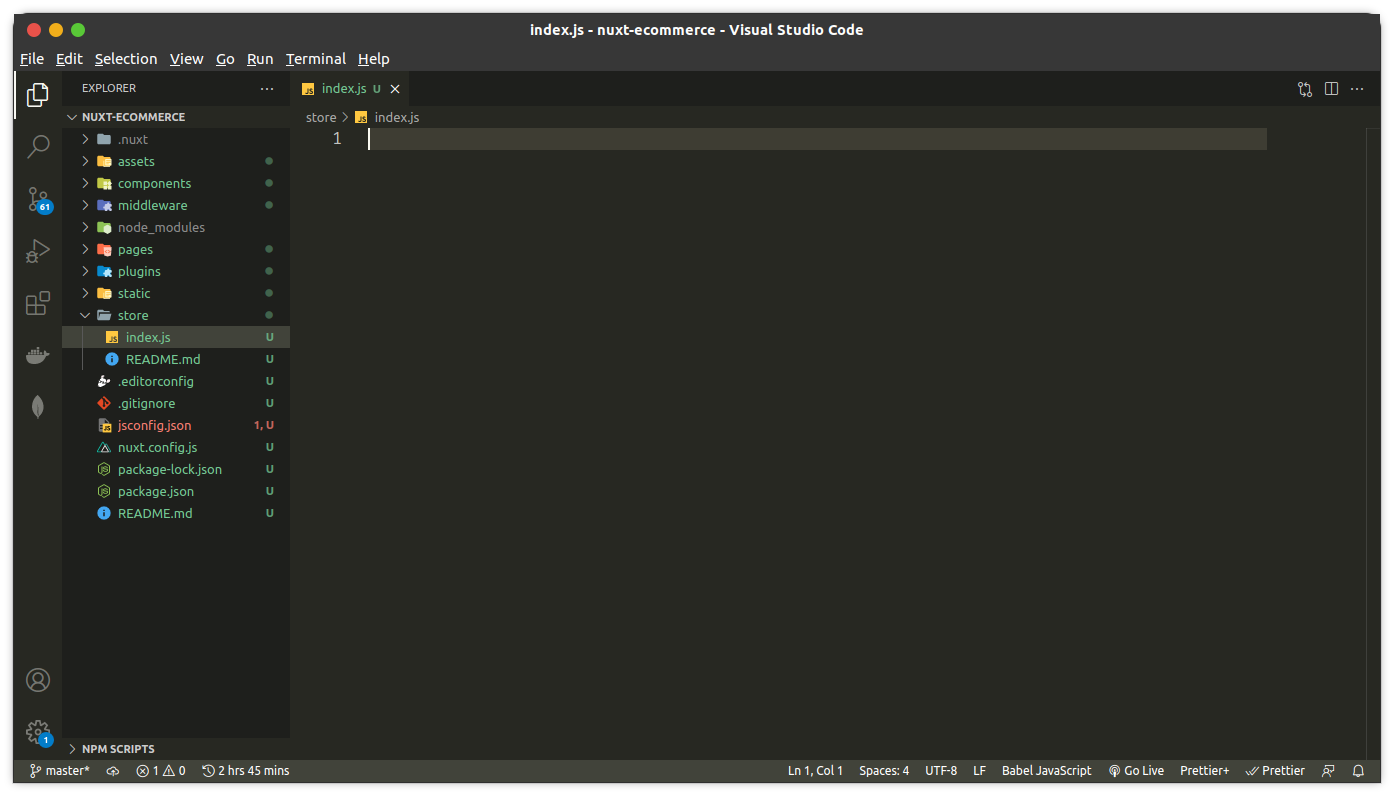 index.js - nuxt-ecommerce - Visual Studio Code
File Edit Selection View Go Run Terminal Help
EXPLORER
index.js U
NUXT-ECOMMERCE
store > JS index.js
1
.nuxt
assets
components
middleware
61
node_modules
pages
plugins
static
store
JS index.js U
README.md U
.editorconfig U
.gitignore U
jsconfig.json 1, U
nuxt.config.js U
package-lock.json U
package.json U
README.md U
1
NPM SCRIPTS
master* 1 0 2 hrs 45 mins Ln 1, Col 1 Spaces: 4 UTF-8 LF Babel JavaScript Go Live Prettier+ Prettier